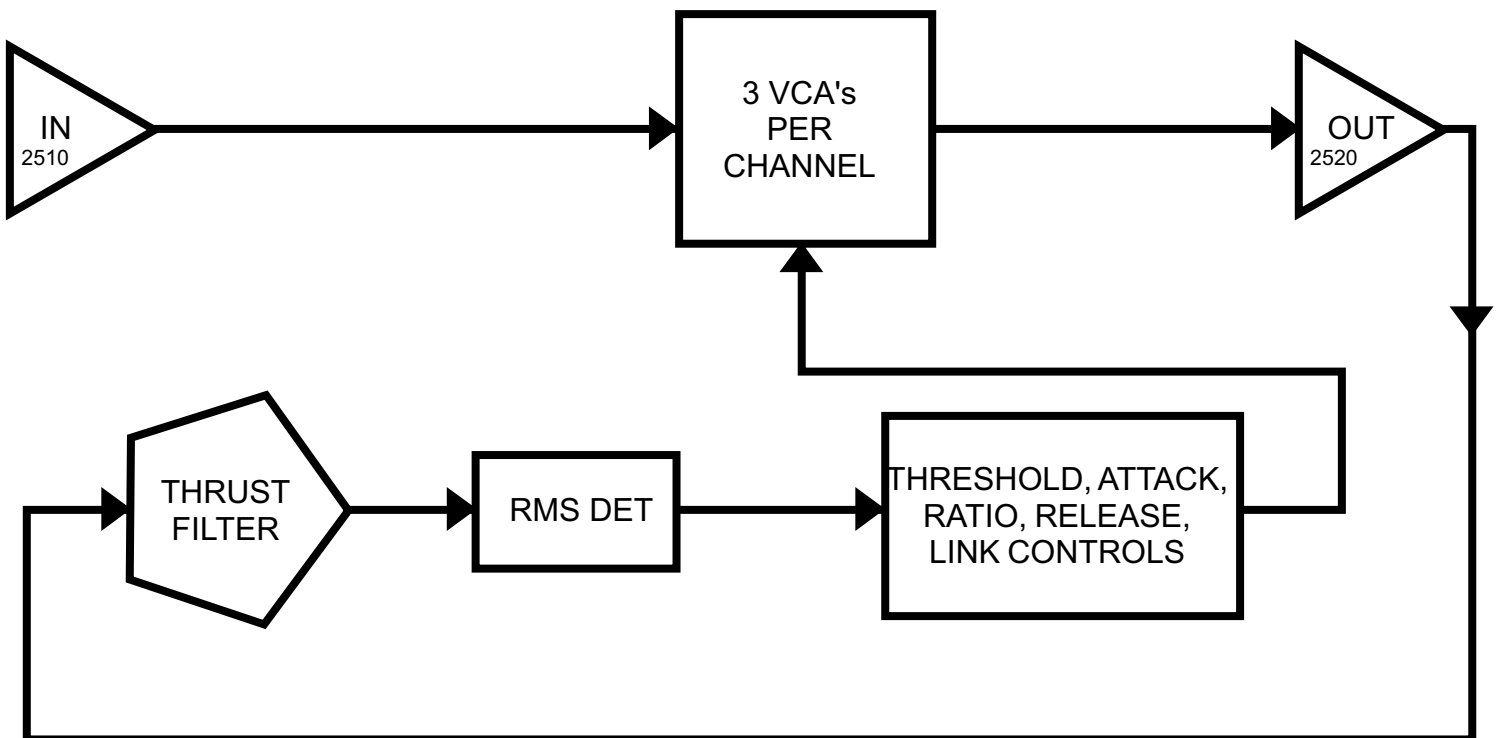 IN
2510
3 VCA's
PER
CHANNEL
OUT
2520
THRUST
FILTER
RMS DET
THRESHOLD, ATTACK,
RATIO, RELEASE,
LINK CONTROLS